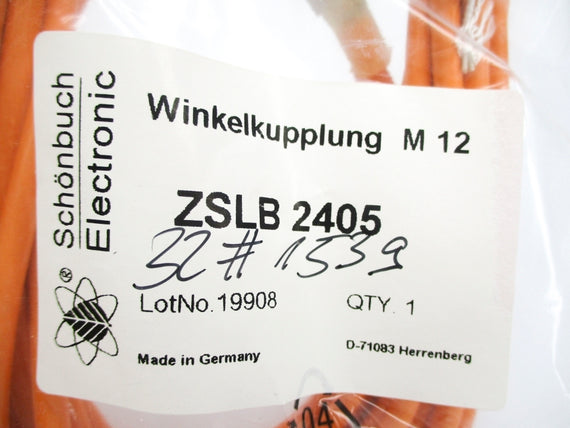 Schönbuch
Electronic
®
Winkelkupplung M 12
ZSLB 2405
32 # 1539
LotNo. 19908
QTY. 1
Made in Germany
D-71083 Herrenberg